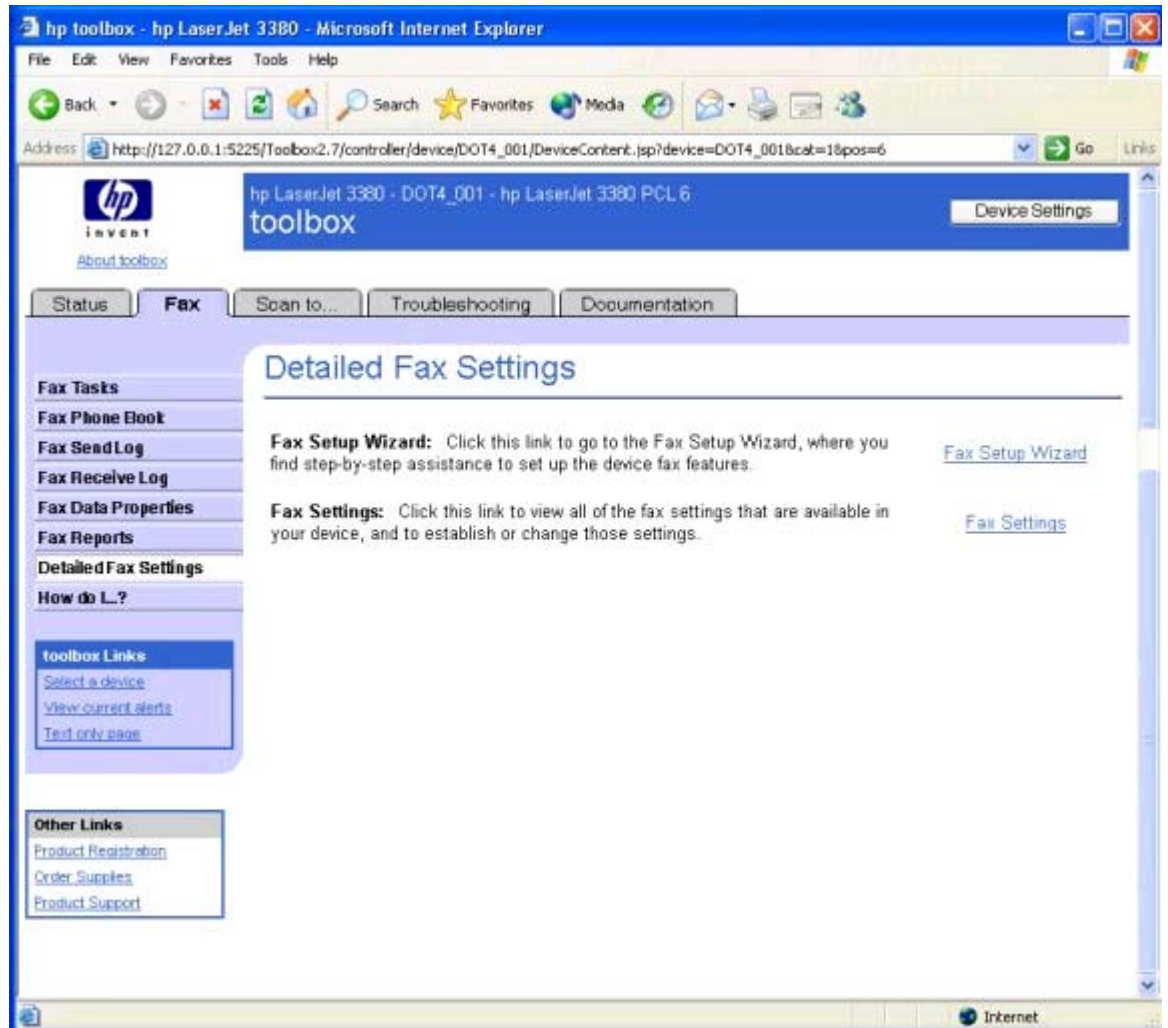 hp toolbox - hp LaserJet 3380 - Microsoft Internet Explorer
File Edit View Favorites Tools Help
Back Search Favorites Media
Address http://127.0.0.1:5225/Toolbox2.7/controller/device/DOT4_001/DeviceContent.jsp?device=DOT4_001&cat=1&pos=6 Go Links
hp
invent
About toolbox
hp LaserJet 3380 - DOT4_001 - hp LaserJet 3380 PCL 6
toolbox
Device Settings
Status Fax Scan to... Troubleshooting Documentation
Fax Tasks
Fax Phone Book
Fax Send Log
Fax Receive Log
Fax Data Properties
Fax Reports
Detailed Fax Settings
How do I...?
toolbox Links
Select a device
View current alerts
Text only page
Other Links
Product Registration
Order Supplies
Product Support
Detailed Fax Settings
Fax Setup Wizard: Click this link to go to the Fax Setup Wizard, where you
find step-by-step assistance to set up the device fax features.
Fax Setup Wizard
Fax Settings: Click this link to view all of the fax settings that are available in
your device, and to establish or change those settings.
Fax Settings
Internet